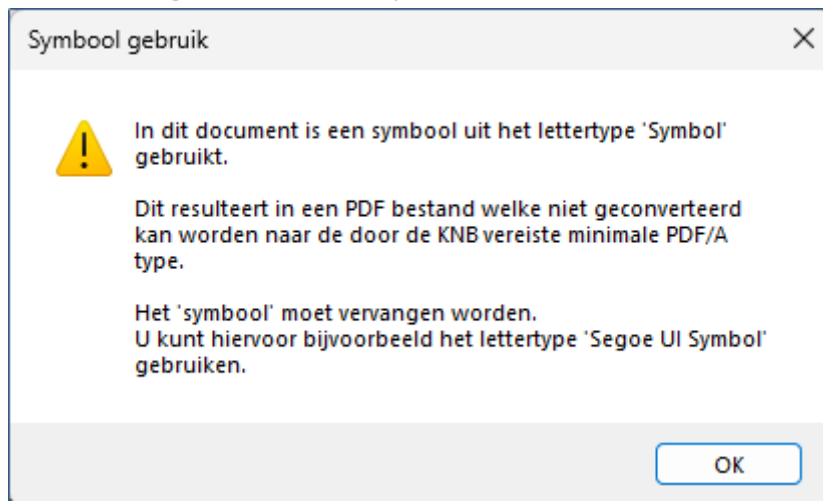 Symbool gebruik
In dit document is een symbool uit het lettertype 'Symbol'
gebruikt.
Dit resulteert in een PDF bestand welke niet geconverteerd
kan worden naar de door de KNB vereiste minimale PDF/A
type.
Het 'symbool' moet vervangen worden.
U kunt hiervoor bijvoorbeeld het lettertype 'Segoe UI Symbol'
gebruiken.
OK